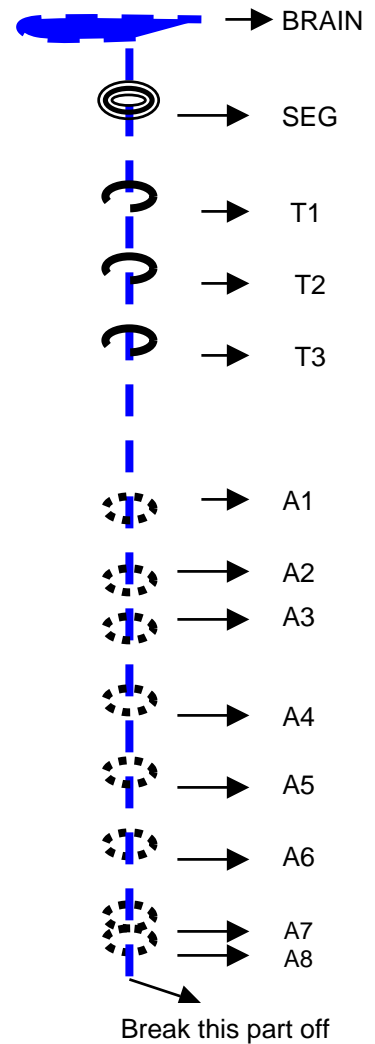 BRAIN
SEG
T1
T2
T3
A1
A2
A3
A4
A5
A6
A7
A8
Break this part off